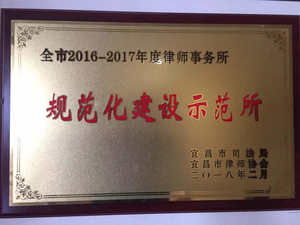 全市2016-2017年度律师事务所
规范化建设示范所
宜昌市司法局
宜昌市律师协会
二〇一八年二月